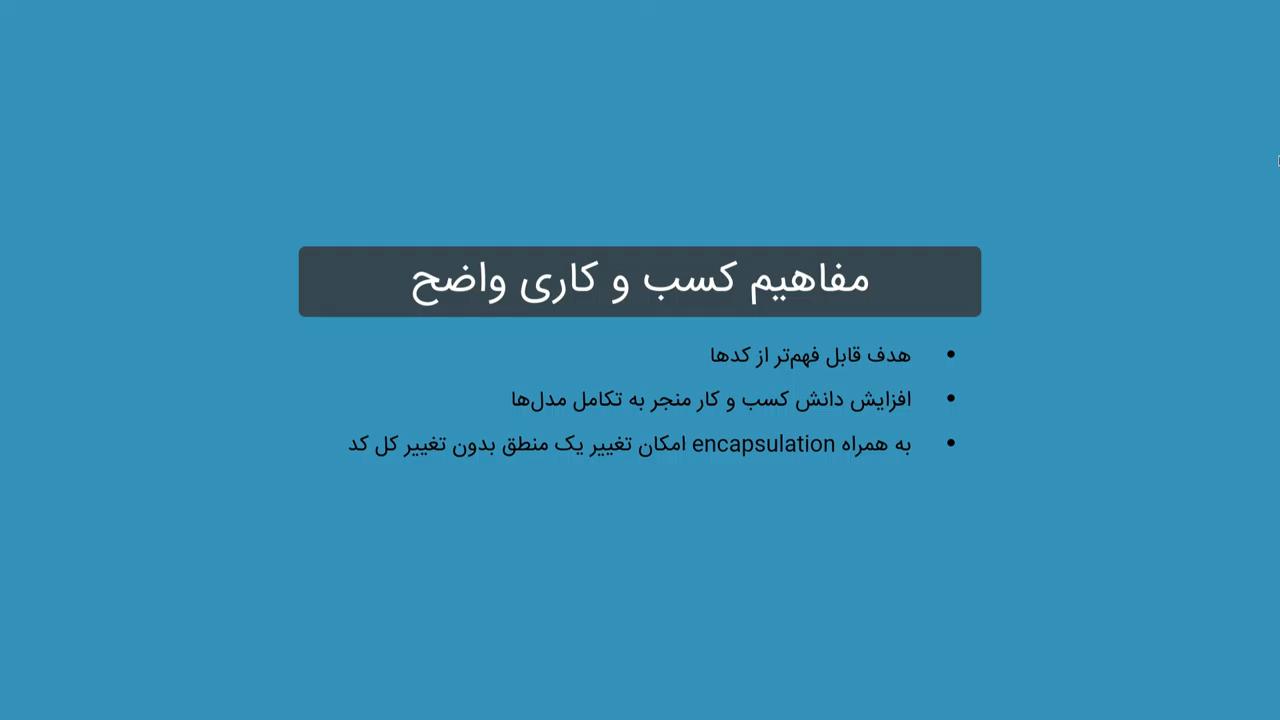 مفاهیم کسب و کاری واضح
• هدف قابل فهم‌تر از کدها
• افزایش دانش کسب و کار منجر به تکامل مدل‌ها
• به همراه encapsulation امکان تغییر یک منطق بدون تغییر کل کد